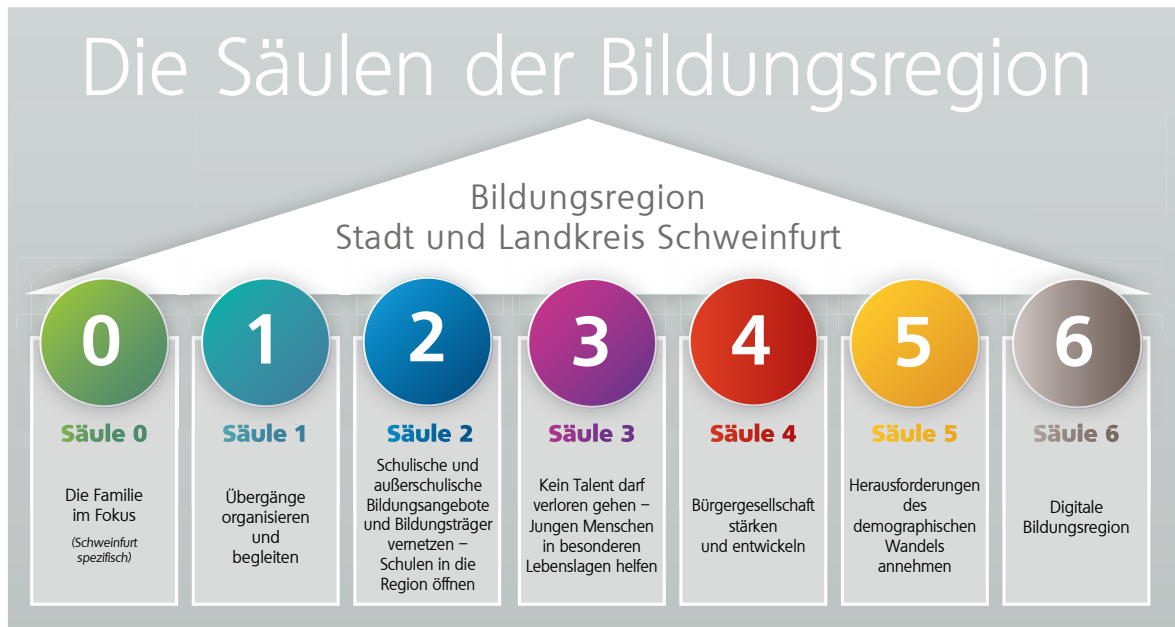 Die Säulen der Bildungsregion
Bildungsregion
Stadt und Landkreis Schweinfurt
0
Säule 0
Die Familie
im Fokus
(Schweinfurt
spezifisch)
1
Säule 1
Übergänge
organisieren
und
begleiten
2
Säule 2
Schulische und
außerschulische
Bildungsangebote
und Bildungsträger
vernetzen –
Schulen in die
Region öffnen
3
Säule 3
Kein Talent darf
verloren gehen –
Jungen Menschen
in besonderen
Lebenslagen helfen
4
Säule 4
Bürgergesellschaft
stärken
und entwickeln
5
Säule 5
Herausforderungen
des
demographischen
Wandels
annehmen
6
Säule 6
Digitale
Bildungsregion